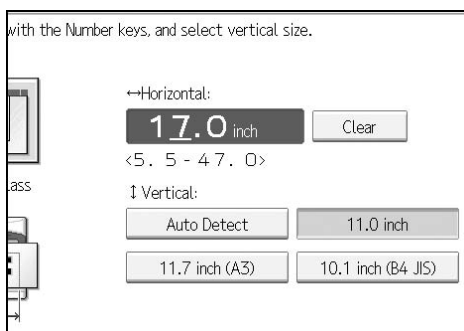 with the Number keys, and select vertical size.
↔Horizontal:
17.0 inch
Clear
<5.5-47.0>
ass
↕Vertical:
Auto Detect
11.0 inch
11.7 inch (A3)
10.1 inch (B4 JIS)